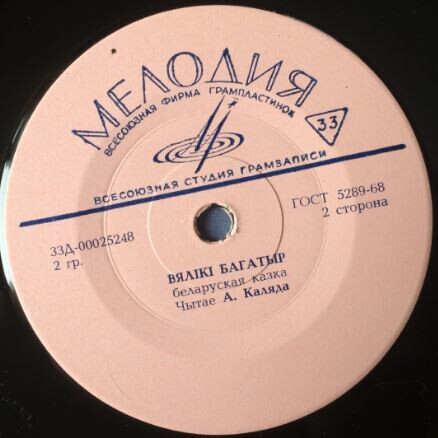 МЕЛОДИЯ
ВСЕСОЮЗНАЯ ФИРМА ГРАМПЛАСТИНОК
33
ВСЕСОЮЗНАЯ СТУДИЯ ГРАМЗАПИСИ
33Д-00025248
2 гр.
ГОСТ 5289-68
2 сторона
ВЯЛІКІ БАГАТЫР
беларуская казка
Чытае А. Каляда